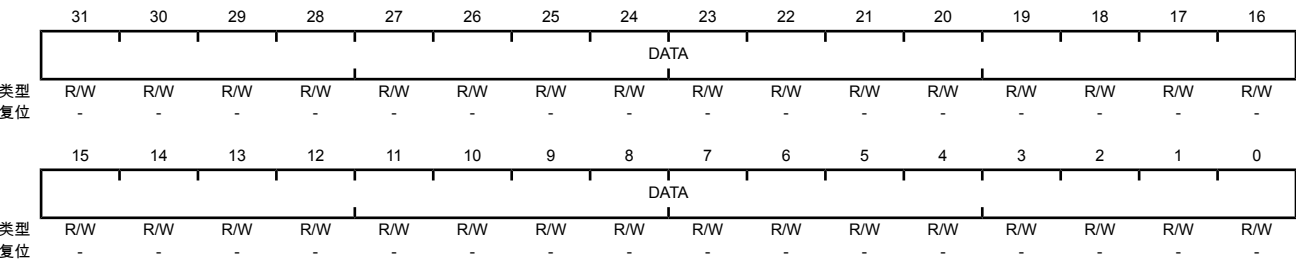 31 30 29 28 27 26 25 24 23 22 21 20 19 18 17 16
DATA
类型 R/W R/W R/W R/W R/W R/W R/W R/W R/W R/W R/W R/W R/W R/W R/W R/W
复位 - - - - - - - - - - - - - - - -
15 14 13 12 11 10 9 8 7 6 5 4 3 2 1 0
DATA
类型 R/W R/W R/W R/W R/W R/W R/W R/W R/W R/W R/W R/W R/W R/W R/W R/W
复位 - - - - - - - - - - - - - - - -